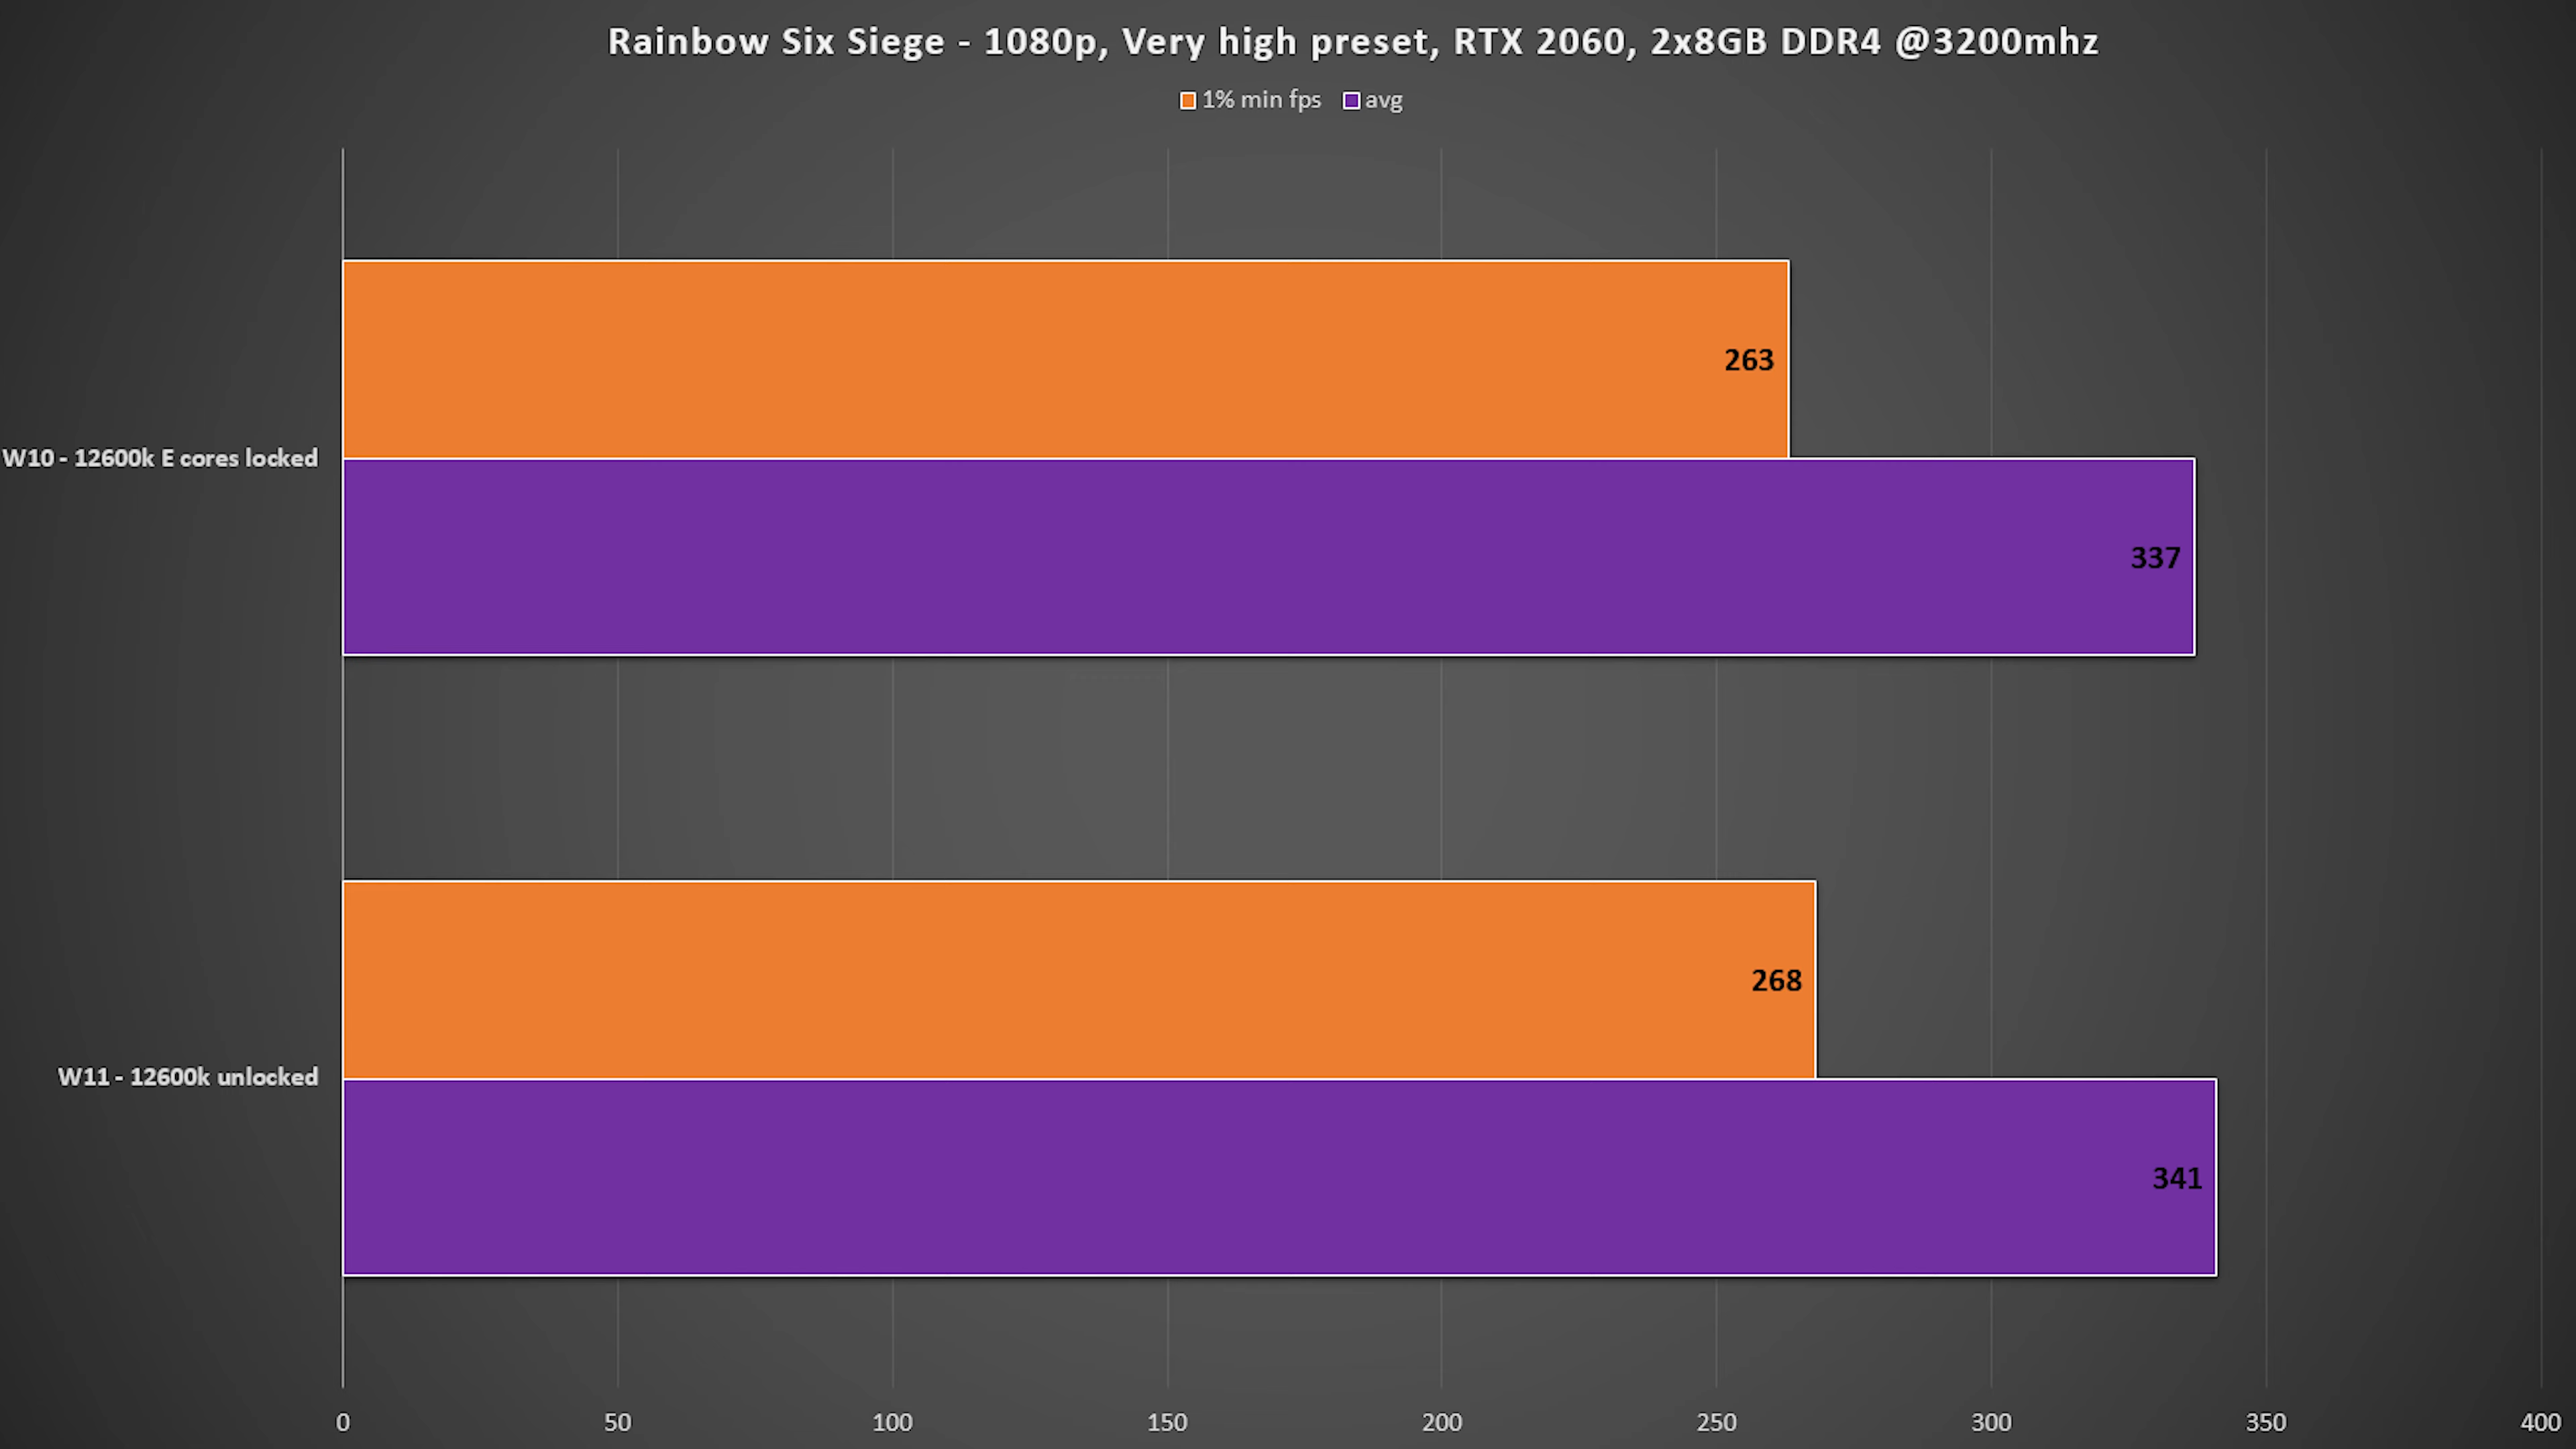 Rainbow Six Siege - 1080p, Very high preset, RTX 2060, 2x8GB DDR4 @3200mhz
1% min fps avg
263
W10 - 12600k E cores locked
337
268
W11 - 12600k unlocked
341
0 50 100 150 200 250 300 350 400